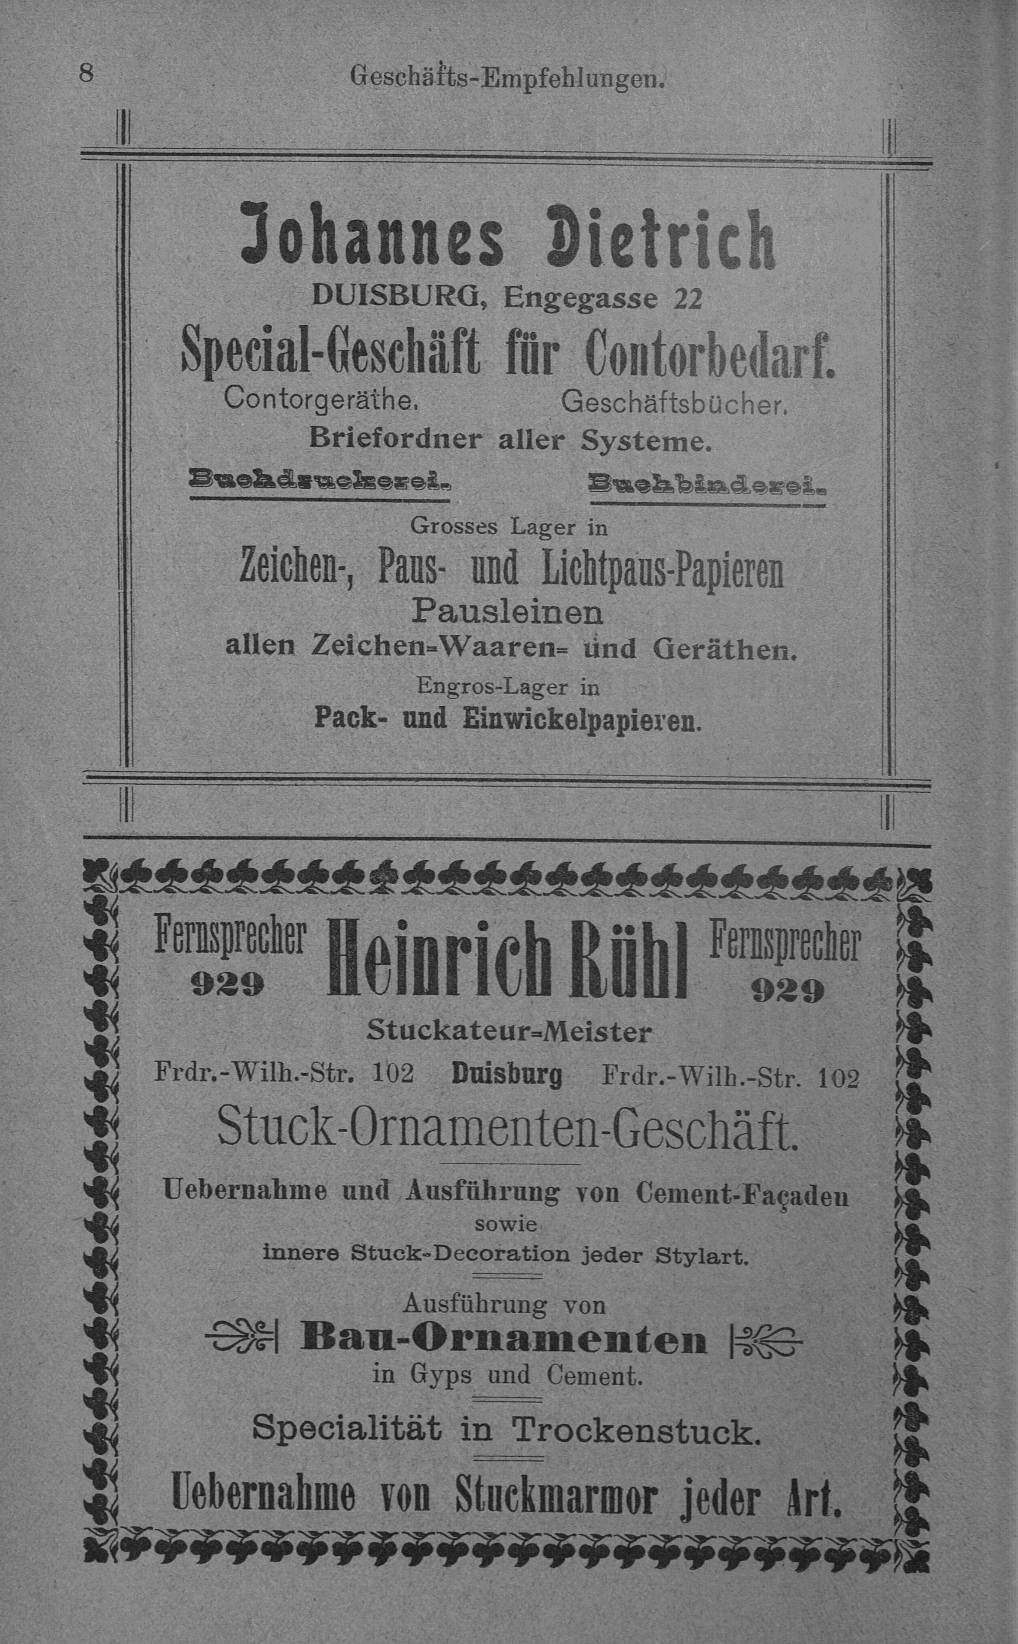 8
Geschäfts-Empfehlungen.
Johannes Dietrich
DUISBURG, Engegasse 22
Special-Geschäft für Contorbedarf.
Contorgeräthe. Geschäftsbücher.
Briefordner aller Systeme.
Buchdruckerei. Buchbinderei.
Grosses Lager in
Zeichen-, Paus- und Lichtpaus-Papieren
Pausleinen
allen Zeichen-Waaren- und Geräthen.
Engros-Lager in
Pack- und Einwickelpapieren.
Fernsprecher 929 Heinrich Rühl Fernsprecher 929
Stuckateur-Meister
Frdr.-Wilh.-Str. 102 Duisburg Frdr.-Wilh.-Str. 102
Stuck-Ornamenten-Geschäft.
Uebernahme und Ausführung von Cement-Façaden
sowie
innere Stuck-Decoration jeder Stylart.
Ausführung von
Bau-Ornamenten
in Gyps und Cement.
Specialität in Trockenstuck.
Uebernahme von Stuckmarmor jeder Art.